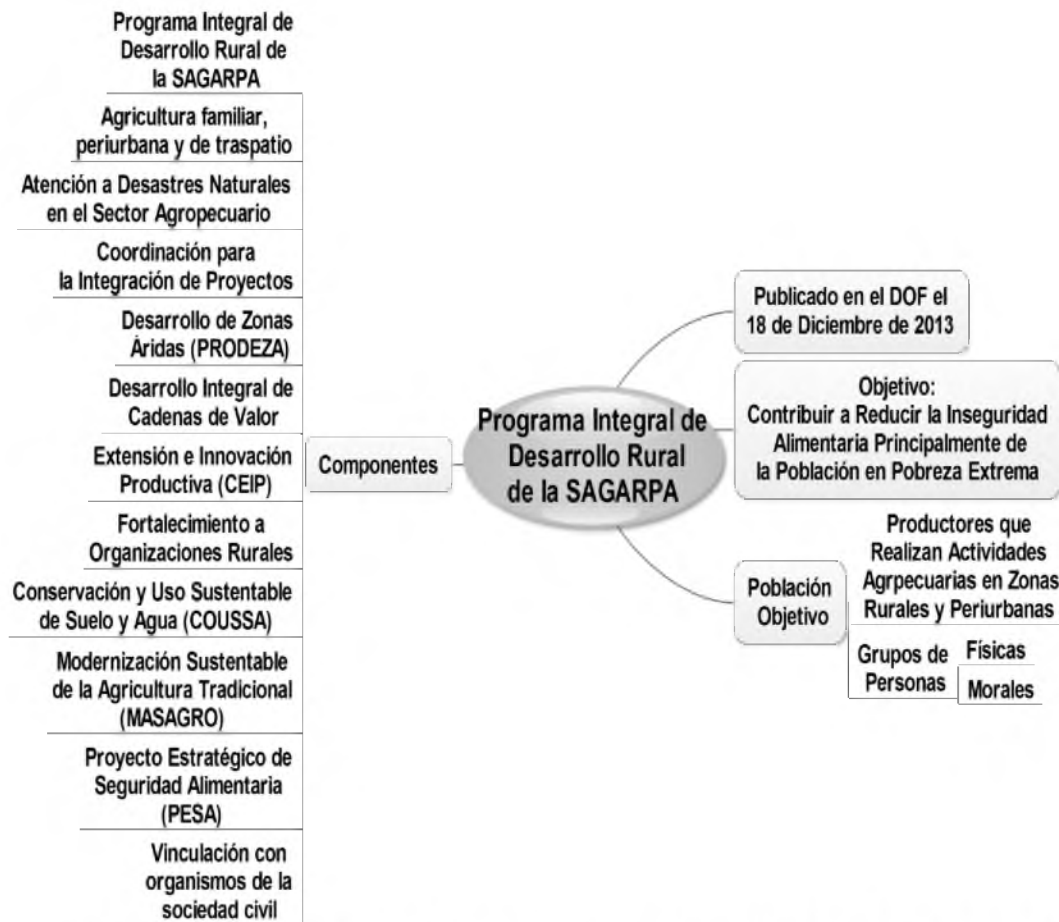 Programa Integral de
Desarrollo Rural de
la SAGARPA
Agricultura familiar,
periurbana y de traspatio
Atención a Desastres Naturales
en el Sector Agropecuario
Coordinación para
la Integración de Proyectos
Desarrollo de Zonas
Áridas (PRODEZA)
Desarrollo Integral de
Cadenas de Valor
Extensión e Innovación
Productiva (CEIP)
Fortalecimiento a
Organizaciones Rurales
Conservación y Uso Sustentable
de Suelo y Agua (COUSSA)
Modernización Sustentable
de la Agricultura Tradicional
(MASAGRO)
Proyecto Estratégico de
Seguridad Alimentaria
(PESA)
Vinculación con
organismos de la
sociedad civil
Componentes
Programa Integral de
Desarrollo Rural
de la SAGARPA
Publicado en el DOF el
18 de Diciembre de 2013
Objetivo:
Contribuir a Reducir la Inseguridad
Alimentaria Principalmente de
la Población en Pobreza Extrema
Población
Objetivo
Productores que
Realizan Actividades
Agrpecuarias en Zonas
Rurales y Periurbanas
Grupos de
Personas
Físicas
Morales